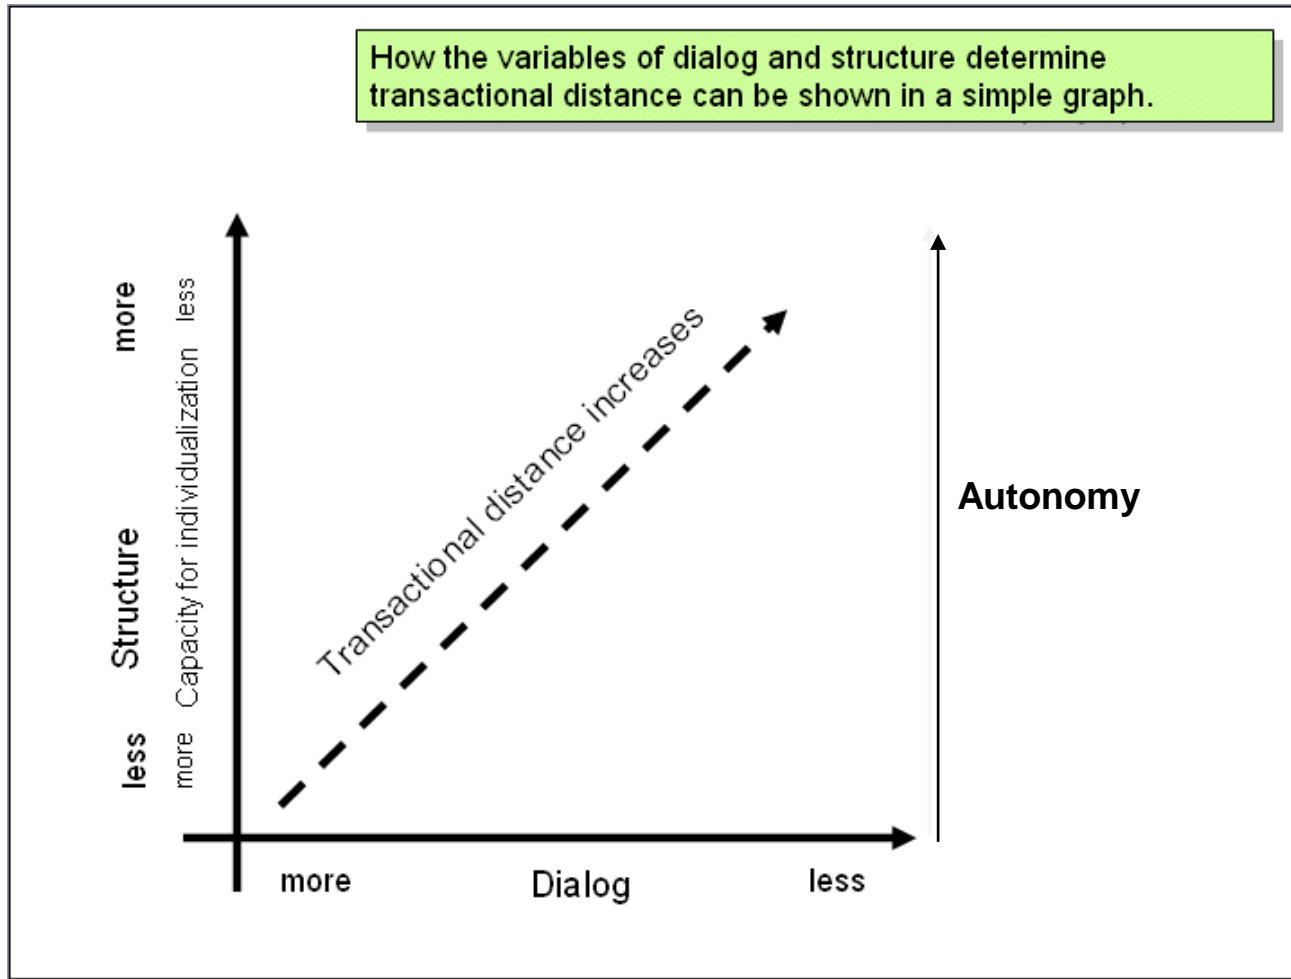 How the variables of dialog and structure determine
transactional distance can be shown in a simple graph.
more
Structure
less
less
Capacity for individualization
more
Transactional distance increases
Autonomy
more
Dialog
less